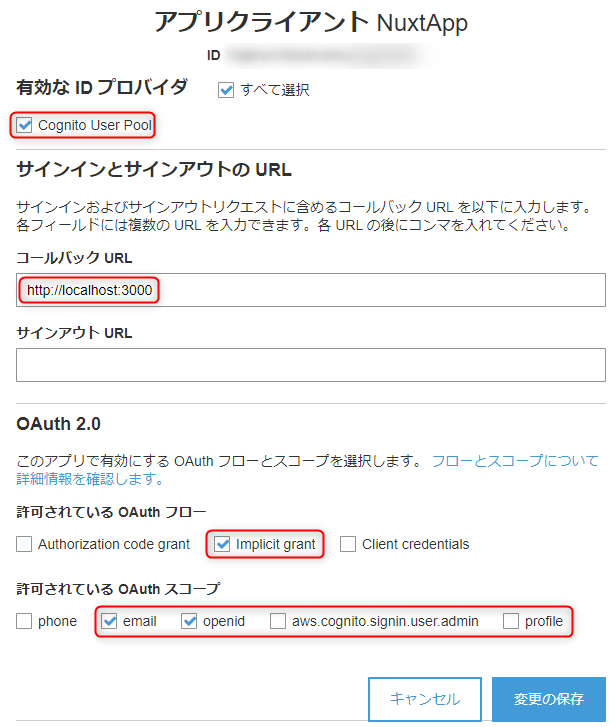 アプリクライアント NuxtApp
ID
有効な ID プロバイダ すべて選択
Cognito User Pool
サインインとサインアウトの URL
サインインおよびサインアウトリクエストに含めるコールバック URL を以下に入力します。
各フィールドには複数の URL を入力できます。各 URL の後にコンマを入れてください。
コールバック URL
http://localhost:3000
サインアウト URL
OAuth 2.0
このアプリで有効にする OAuth フローとスコープを選択します。 フローとスコープについて
詳細情報を確認します。
許可されている OAuth フロー
Authorization code grant Implicit grant Client credentials
許可されている OAuth スコープ
phone email openid aws.cognito.signin.user.admin profile
キャンセル 変更の保存